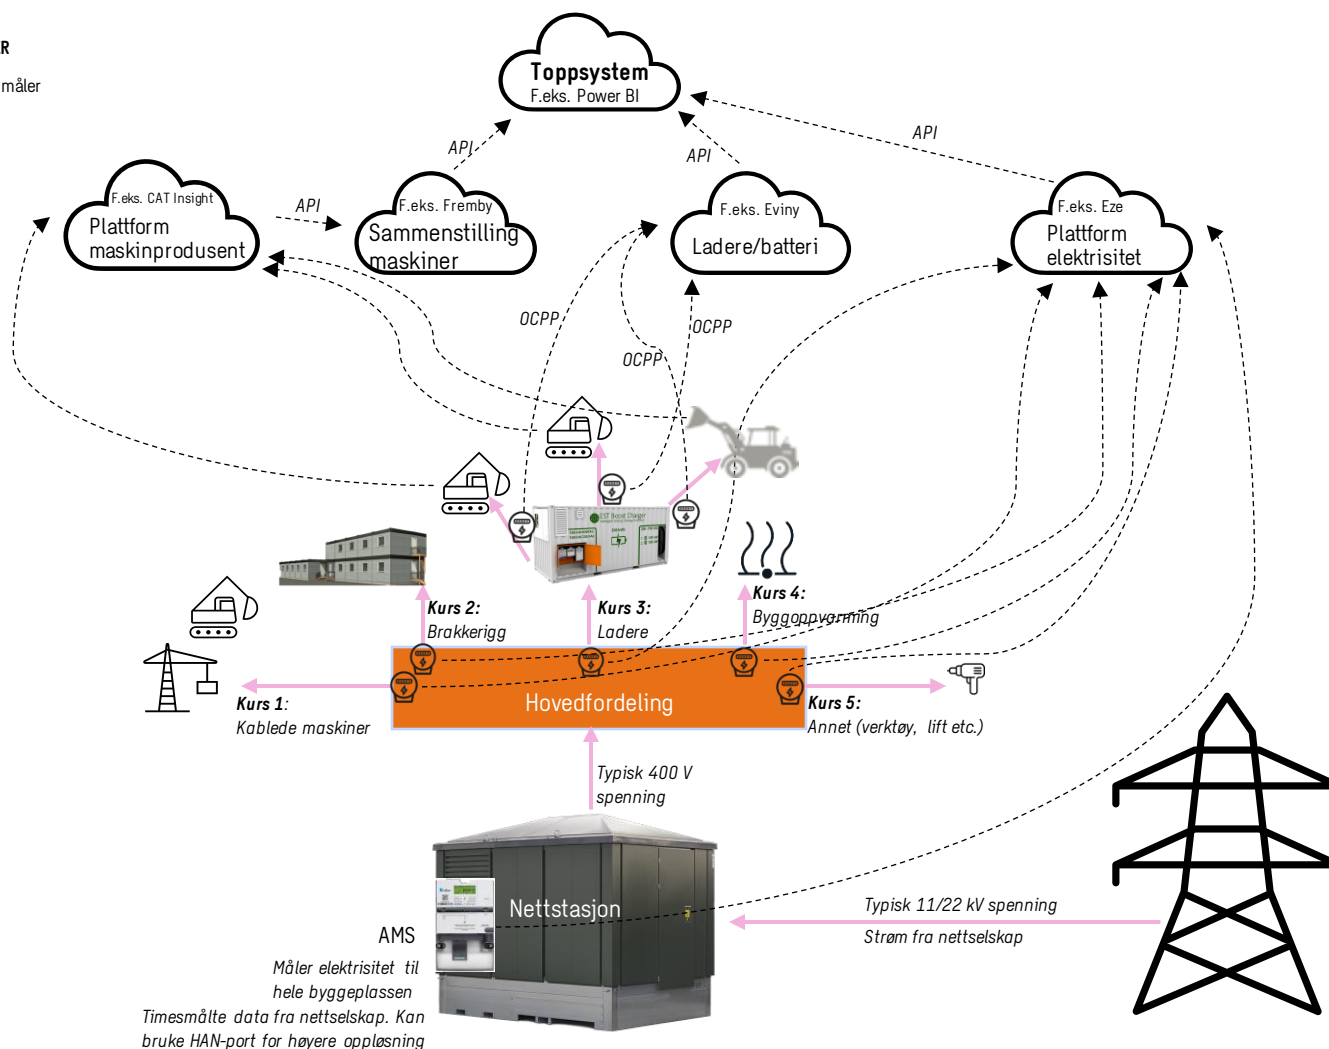 R
måler
Toppsystem
F.eks. Power BI
API
API
API
F.eks. CAT Insight
Plattform
maskinprodusent
API
F.eks. Fremby
Sammenstilling
maskiner
F.eks. Eviny
Ladere/batteri
F.eks. Eze
Plattform
elektrisitet
OCPP
OCPP
OCPP
EST Boost Charger
Kurs 2:
Brakkerigg
Kurs 3:
Ladere
Kurs 4:
Byggoppvarming
Kurs 1:
Kablede maskiner
Hovedfordeling
Kurs 5:
Annet (verktøy, lift etc.)
Typisk 400 V
spenning
Nettstasjon
Typisk 11/22 kV spenning
Strøm fra nettselskap
AMS
Måler elektrisitet til
hele byggeplassen
Timesmålte data fra nettselskap. Kan
bruke HAN-port for høyere oppløsning